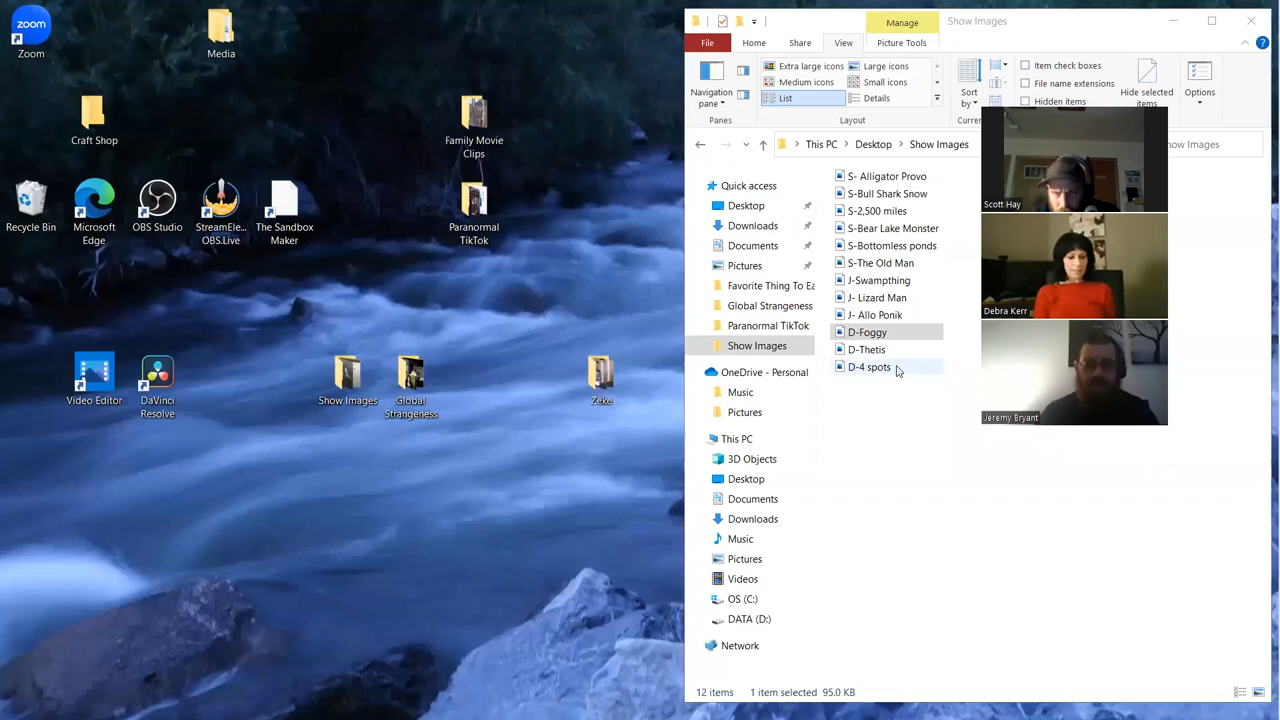 zoom
Zoom
Media
Craft Shop
Family Movie
Clips
Recycle Bin
Microsoft
Edge
OBS Studio
StreamEle...
OBS.Live
The Sandbox
Maker
Paranormal
TikTok
Video Editor
DaVinci
Resolve
Show Images
Global
Strangeness
Zeke
Manage
Show Images
File
Home
Share
View
Picture Tools
Navigation
pane
Panes
Extra large icons
Large icons
Medium icons
Small icons
List
Details
Layout
Sort
by
Curre
Item check boxes
File name extensions
Hidden items
Hide selected
items
Options
This PC
Desktop
Show Images
Images
Quick access
Desktop
Downloads
Documents
Pictures
Favorite Thing To Ea
Global Strangeness
Paranormal TikTok
Show Images
OneDrive - Personal
Music
Pictures
This PC
3D Objects
Desktop
Documents
Downloads
Music
Pictures
Videos
OS (C:)
DATA (D:)
Network
S- Alligator Provo
S-Bull Shark Snow
S-2,500 miles
S-Bear Lake Monster
S-Bottomless ponds
S-The Old Man
J-Swampthing
J- Lizard Man
J- Allo Ponik
D-Foggy
D-Thetis
D-4 spots
Scott Hay
Debra Kerr
Jeremy Bryant
12 items
1 item selected 95.0 KB